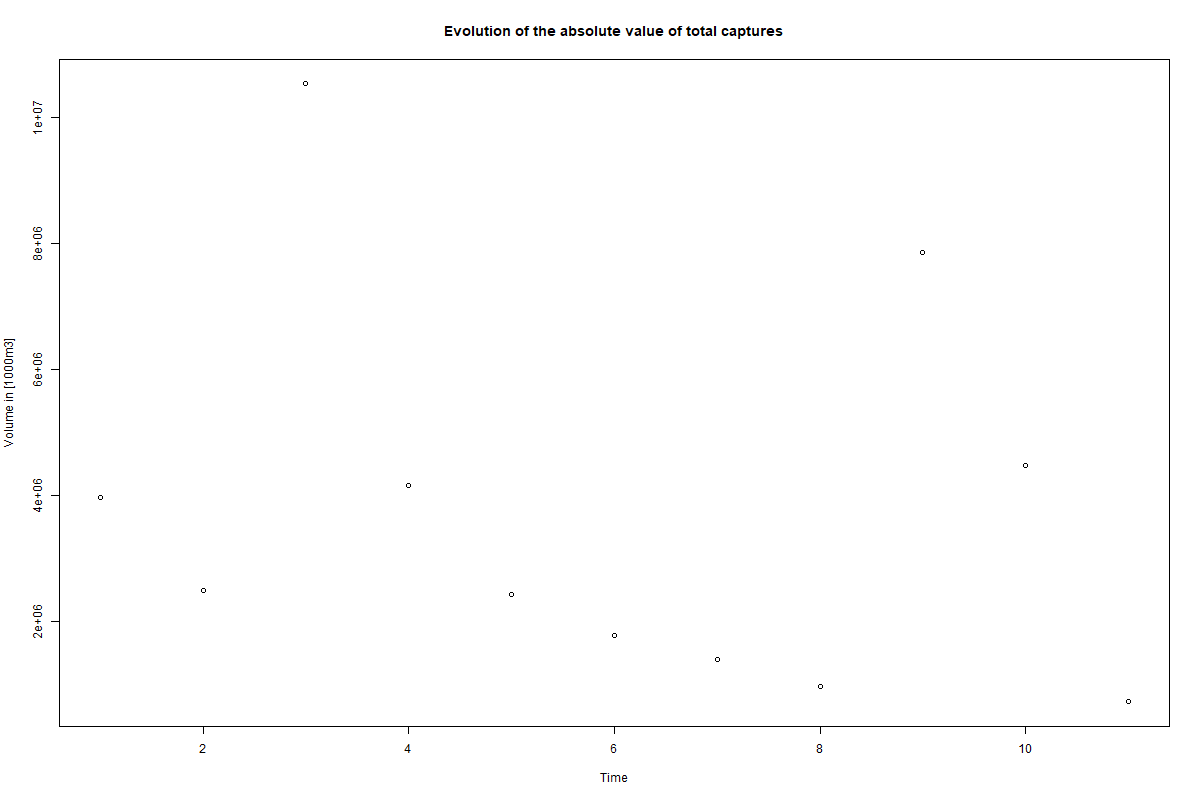 Evolution of the absolute value of total captures
1e+07
8e+06
6e+06
4e+06
2e+06
Volume in [1000m3]
2 4 6 8 10
Time